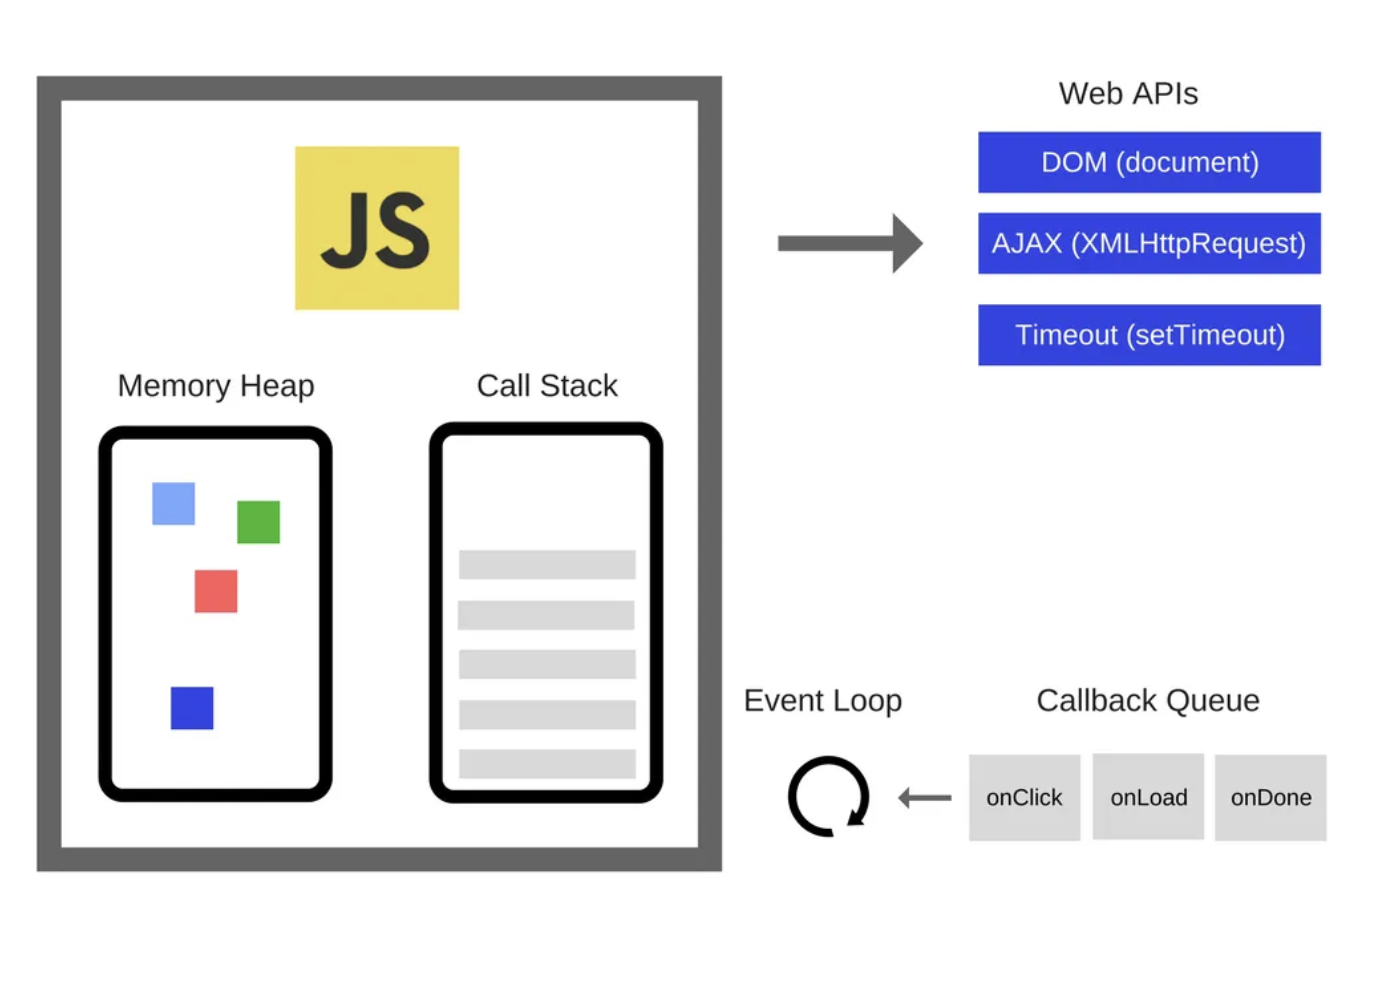 JS
Memory Heap
Call Stack
Web APIs
DOM (document)
AJAX (XMLHttpRequest)
Timeout (setTimeout)
Event Loop
Callback Queue
onClick
onLoad
onDone